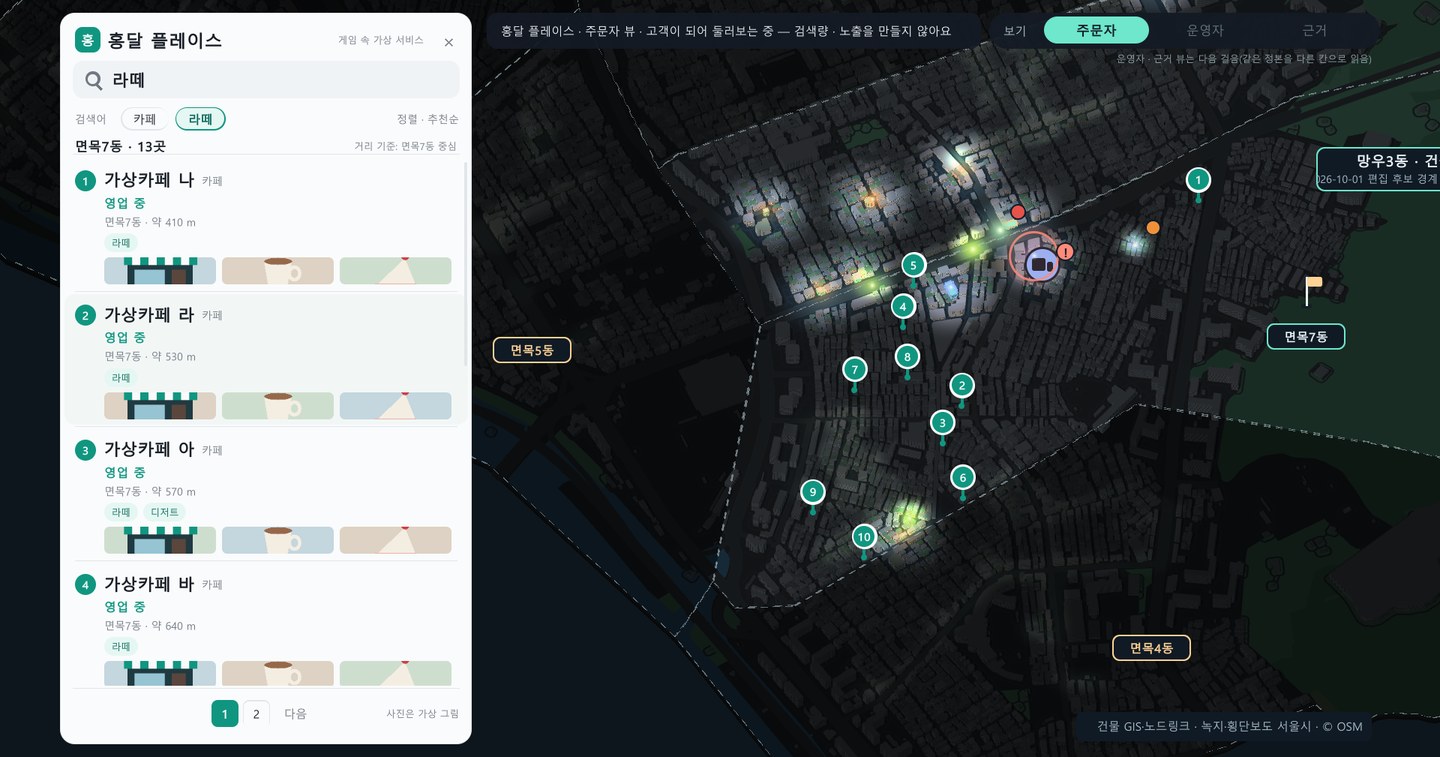 홍 홍달 플레이스 게임 속 가상 서비스 ×
라떼
검색어 카페 라떼 정렬 · 추천순
면목7동 · 13곳 거리 기준: 면목7동 중심
1 가상카페 나 카페
영업 중
면목7동 · 약 410 m
라떼
2 가상카페 라 카페
영업 중
면목7동 · 약 530 m
라떼
3 가상카페 아 카페
영업 중
면목7동 · 약 570 m
라떼 디저트
4 가상카페 바 카페
영업 중
면목7동 · 약 640 m
라떼
1 2 다음 사진은 가상 그림
홍달 플레이스 · 주문자 뷰 · 고객이 되어 둘러보는 중 — 검색량 · 노출을 만들지 않아요
보기 주문자 운영자 근거
운영자 · 근거 뷰는 다음 걸음(같은 정본을 다른 칸으로 읽음)
망우3동 · 건
026-10-01 편집 후보 경계
1
!
5
4
면목7동
면목5동
8
7
2
3
6
9
10
면목4동
건물 GIS·노드링크 · 녹지·횡단보도 서울시 · © OSM